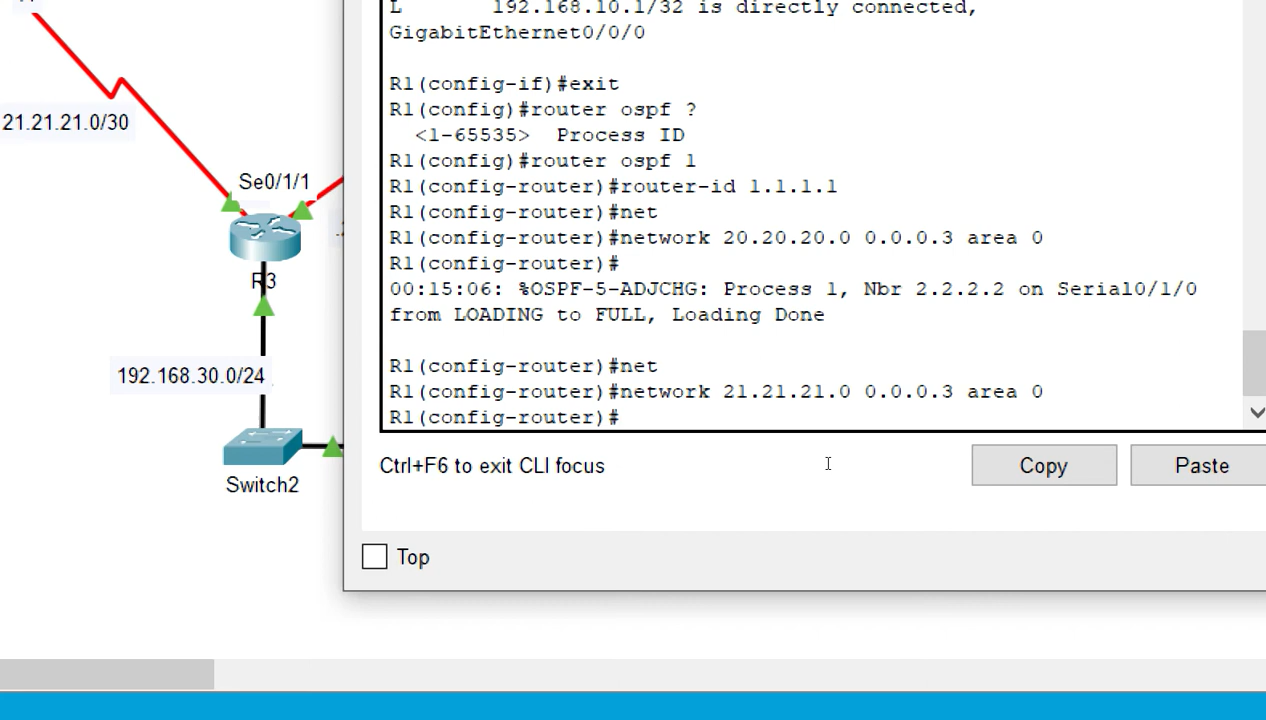 L 192.168.10.1/32 is directly connected,
GigabitEthernet0/0/0
R1(config-if)#exit
R1(config)#router ospf ?
<1-65535> Process ID
R1(config)#router ospf 1
R1(config-router)#router-id 1.1.1.1
R1(config-router)#net
R1(config-router)#network 20.20.20.0 0.0.0.3 area 0
R1(config-router)#
00:15:06: %OSPF-5-ADJCHG: Process 1, Nbr 2.2.2.2 on Serial0/1/0
from LOADING to FULL, Loading Done
R1(config-router)#net
R1(config-router)#network 21.21.21.0 0.0.0.3 area 0
R1(config-router)#
Ctrl+F6 to exit CLI focus
Copy
Paste
Top
21.21.21.0/30
Se0/1/1
R3
192.168.30.0/24
Switch2